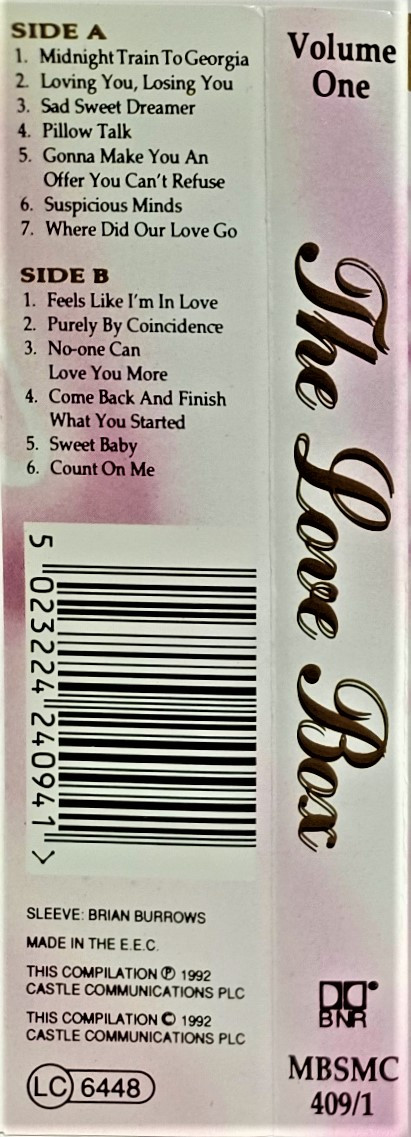 SIDE A
1. Midnight Train To Georgia
2. Loving You, Losing You
3. Sad Sweet Dreamer
4. Pillow Talk
5. Gonna Make You An
Offer You Can't Refuse
6. Suspicious Minds
7. Where Did Our Love Go
SIDE B
1. Feels Like I'm In Love
2. Purely By Coincidence
3. No-one Can
Love You More
4. Come Back And Finish
What You Started
5. Sweet Baby
6. Count On Me
5 023224 240941 >
SLEEVE: BRIAN BURROWS
MADE IN THE E.E.C.
THIS COMPILATION ℗ 1992
CASTLE COMMUNICATIONS PLC
THIS COMPILATION © 1992
CASTLE COMMUNICATIONS PLC
LC 6448
Volume
One
The Love Box
BNR
MBSMC
409/1